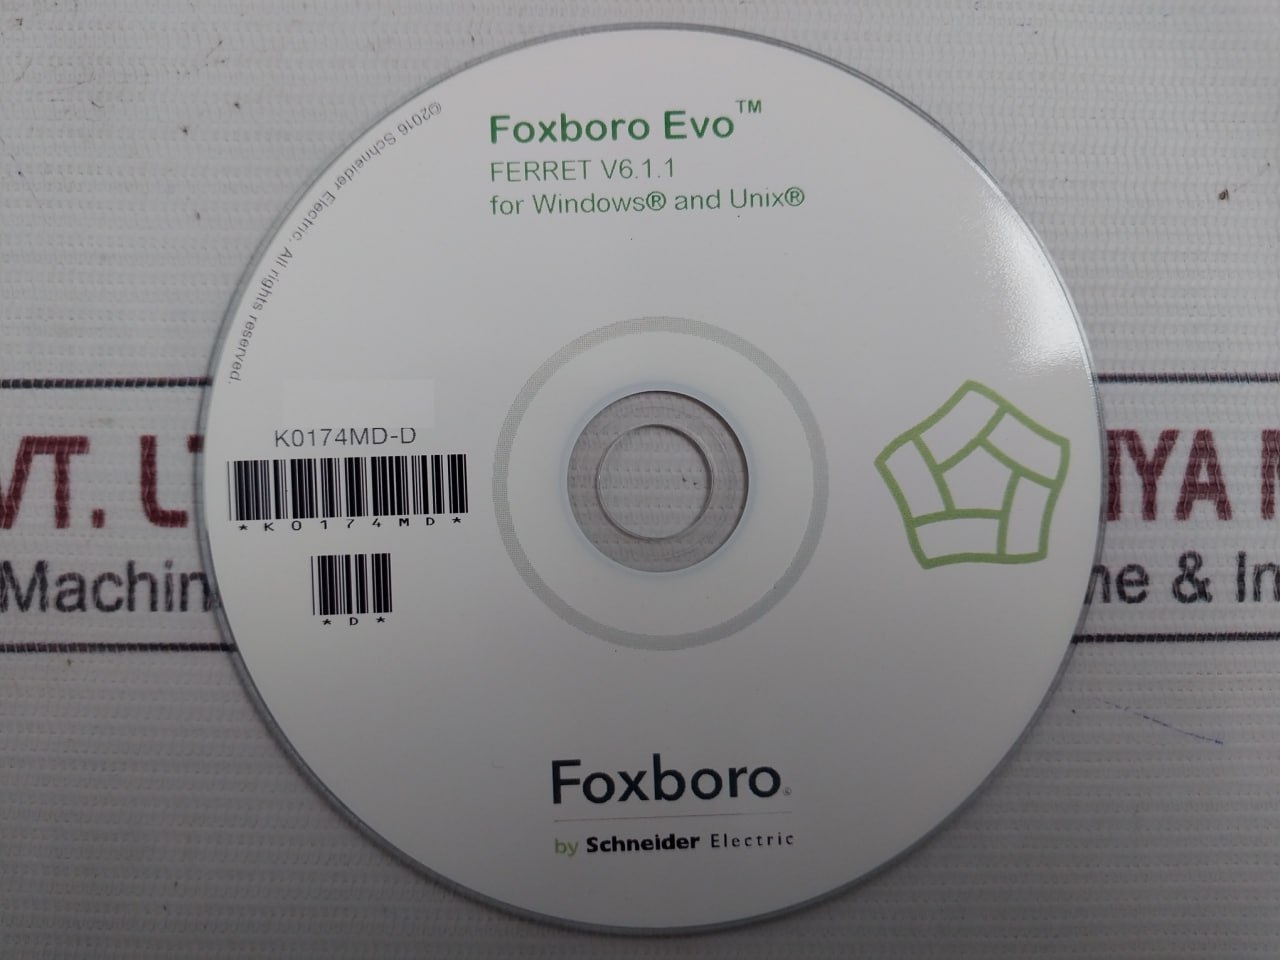 Foxboro Evo™
FERRET V6.1.1
for Windows® and Unix®
©2016 Schneider Electric. All rights reserved.
K0174MD-D
*K0174MD*
*D*
VT. LT
IYA M
Machin
ne & In
Foxboro®
by Schneider Electric